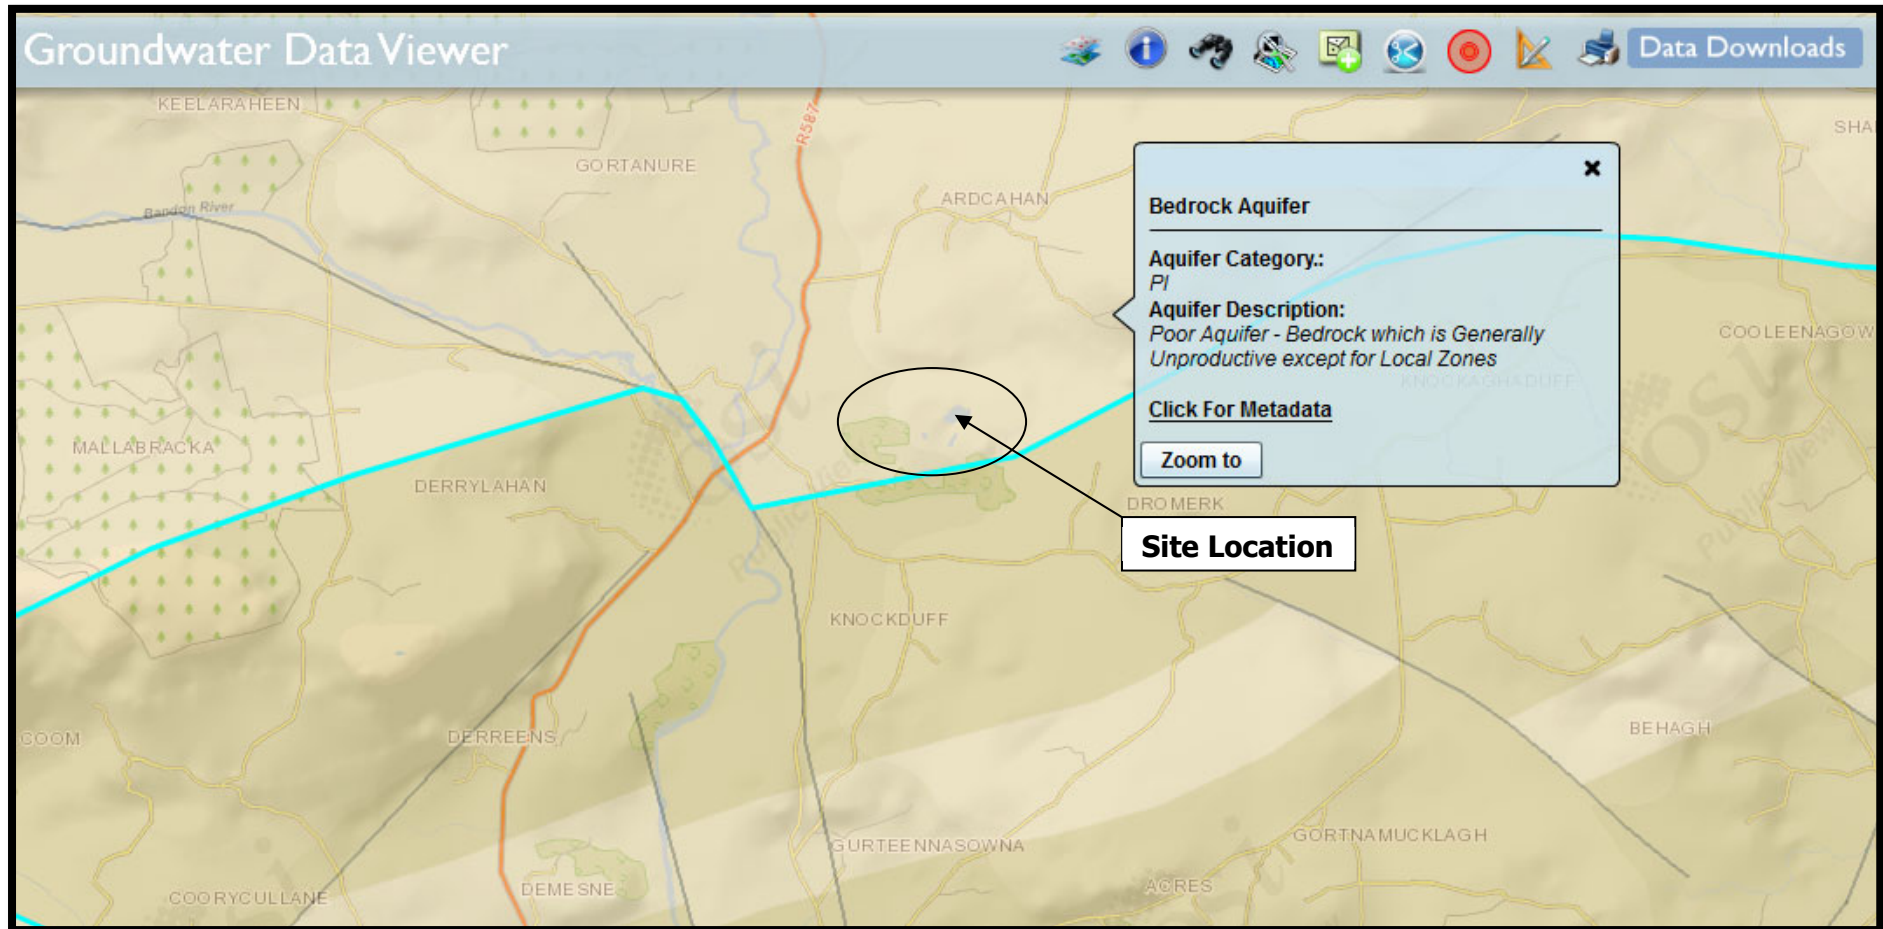 Groundwater Data Viewer
Data Downloads
KEELARAHEEN
R587
SHA
GORTANURE
ARDCAHAN
Bandon River
Bedrock Aquifer
Aquifer Category.:
Pl
Aquifer Description:
Poor Aquifer - Bedrock which is Generally
Unproductive except for Local Zones
Click For Metadata
Zoom to
COOLEENAGOW
KNOCKAGHADUFF
MALLABRACKA
DERRYLAHAN
DROMERK
Site Location
KNOCKDUFF
COOM
DERREENS
BEHAGH
GURTEENNASOWNA
GORTNAMUCKLAGH
COORYCULLANE
DEMESNE
ACRES